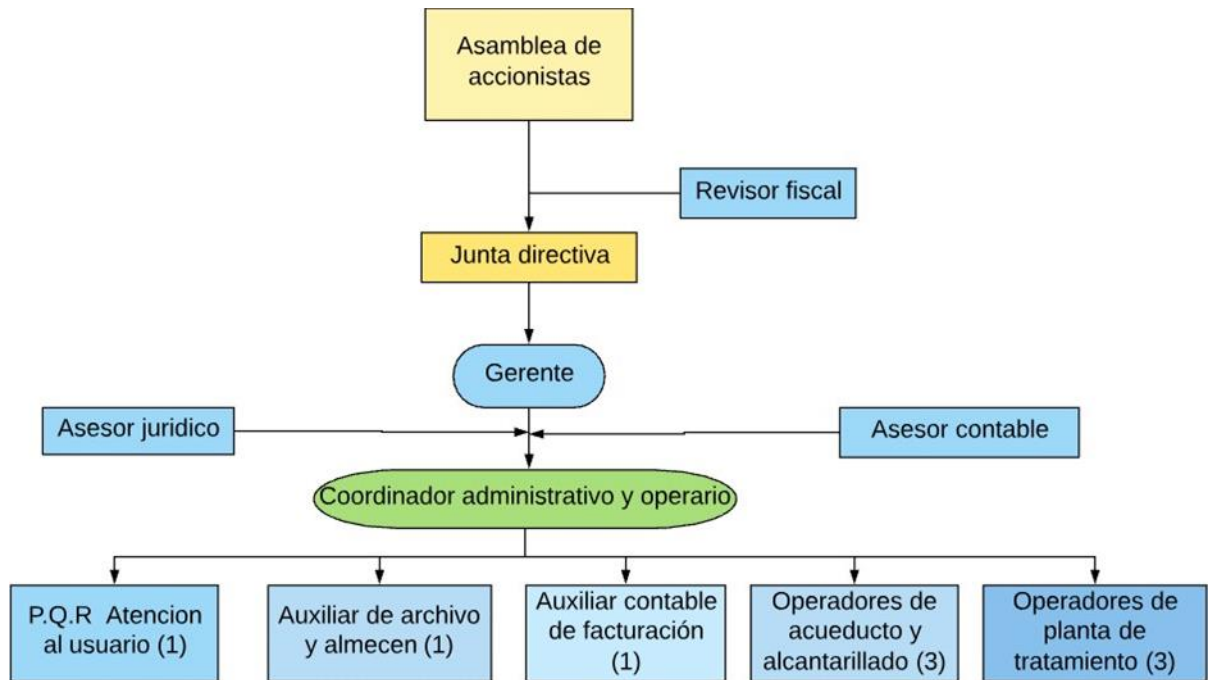 Asamblea de
accionistas
Revisor fiscal
Junta directiva
Gerente
Asesor juridico
Asesor contable
Coordinador administrativo y operario
P.Q.R Atencion
al usuario (1)
Auxiliar de archivo
y almecen (1)
Auxiliar contable
de facturación
(1)
Operadores de
acueducto y
alcantarillado (3)
Operadores de
planta de
tratamiento (3)